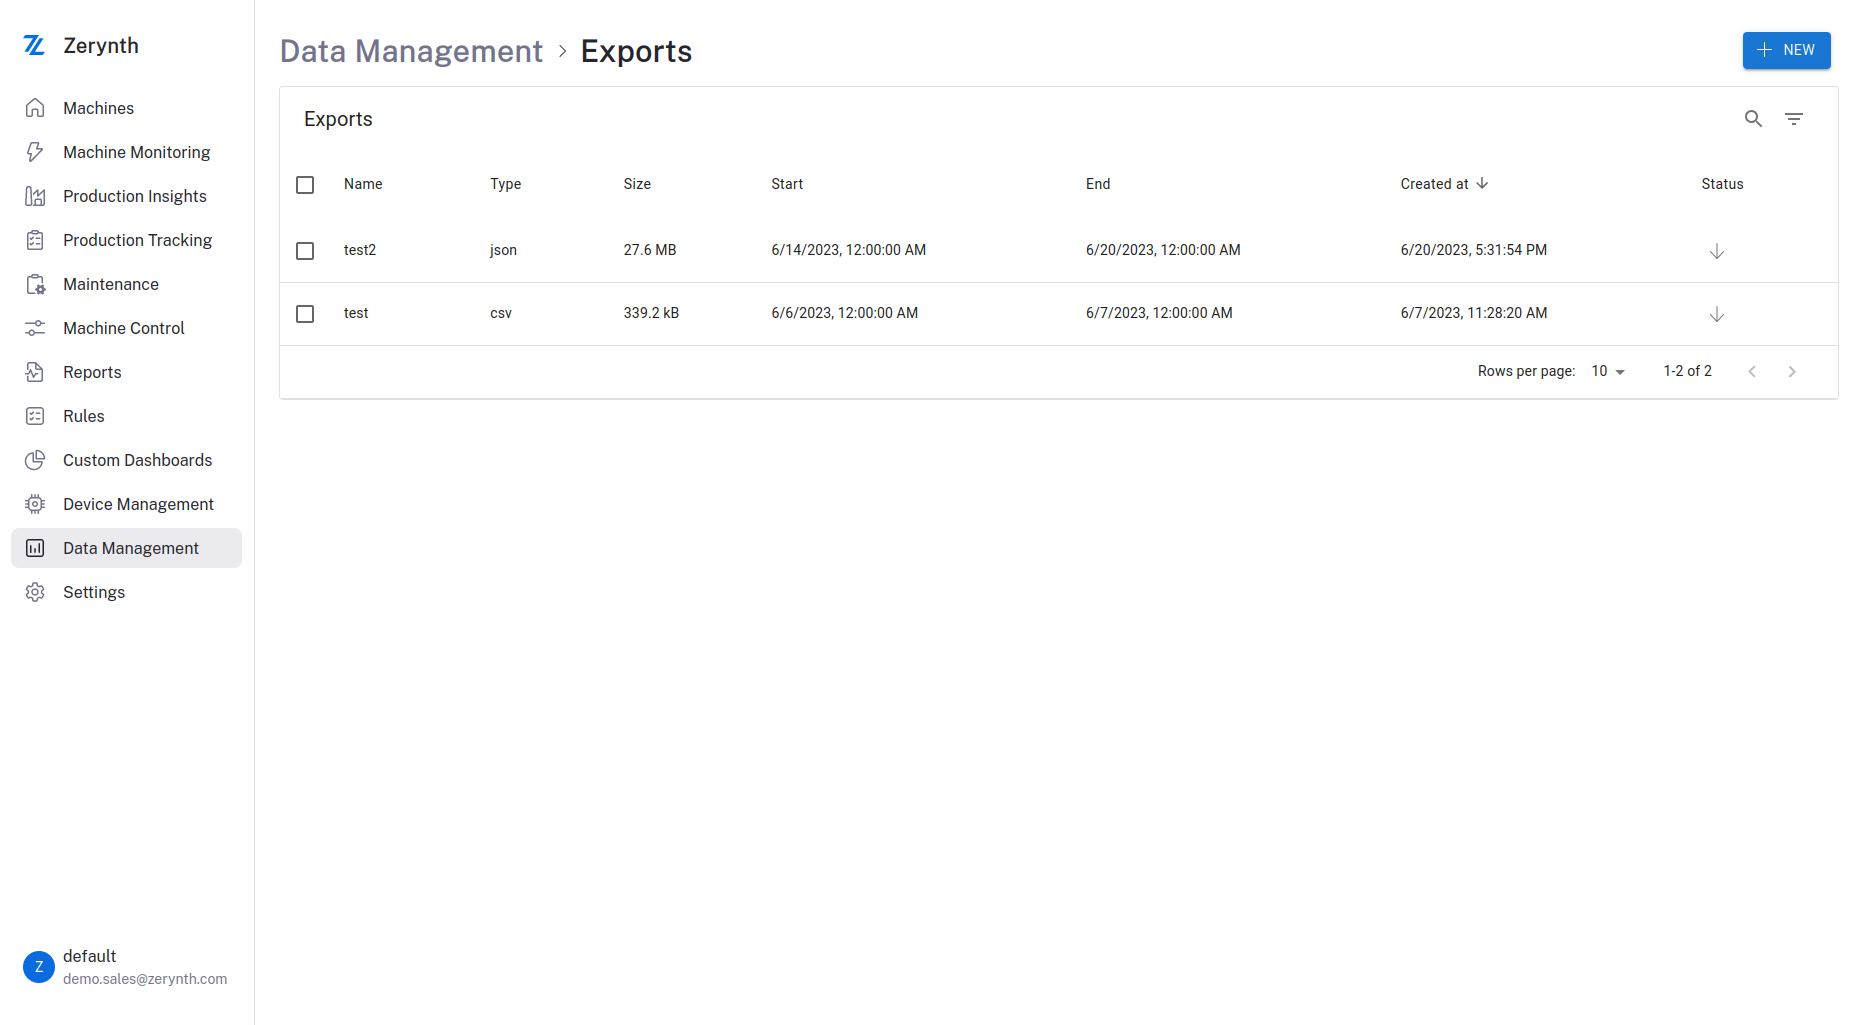 Zerynth
Machines
Machine Monitoring
Production Insights
Production Tracking
Maintenance
Machine Control
Reports
Rules
Custom Dashboards
Device Management
Data Management
Settings
Z
default
demo.sales@zerynth.com
Data Management > Exports
NEW
Exports
Name Type Size Start End Created at Status
test2 json 27.6 MB 6/14/2023, 12:00:00 AM 6/20/2023, 12:00:00 AM 6/20/2023, 5:31:54 PM
test csv 339.2 kB 6/6/2023, 12:00:00 AM 6/7/2023, 12:00:00 AM 6/7/2023, 11:28:20 AM
Rows per page: 10 1-2 of 2